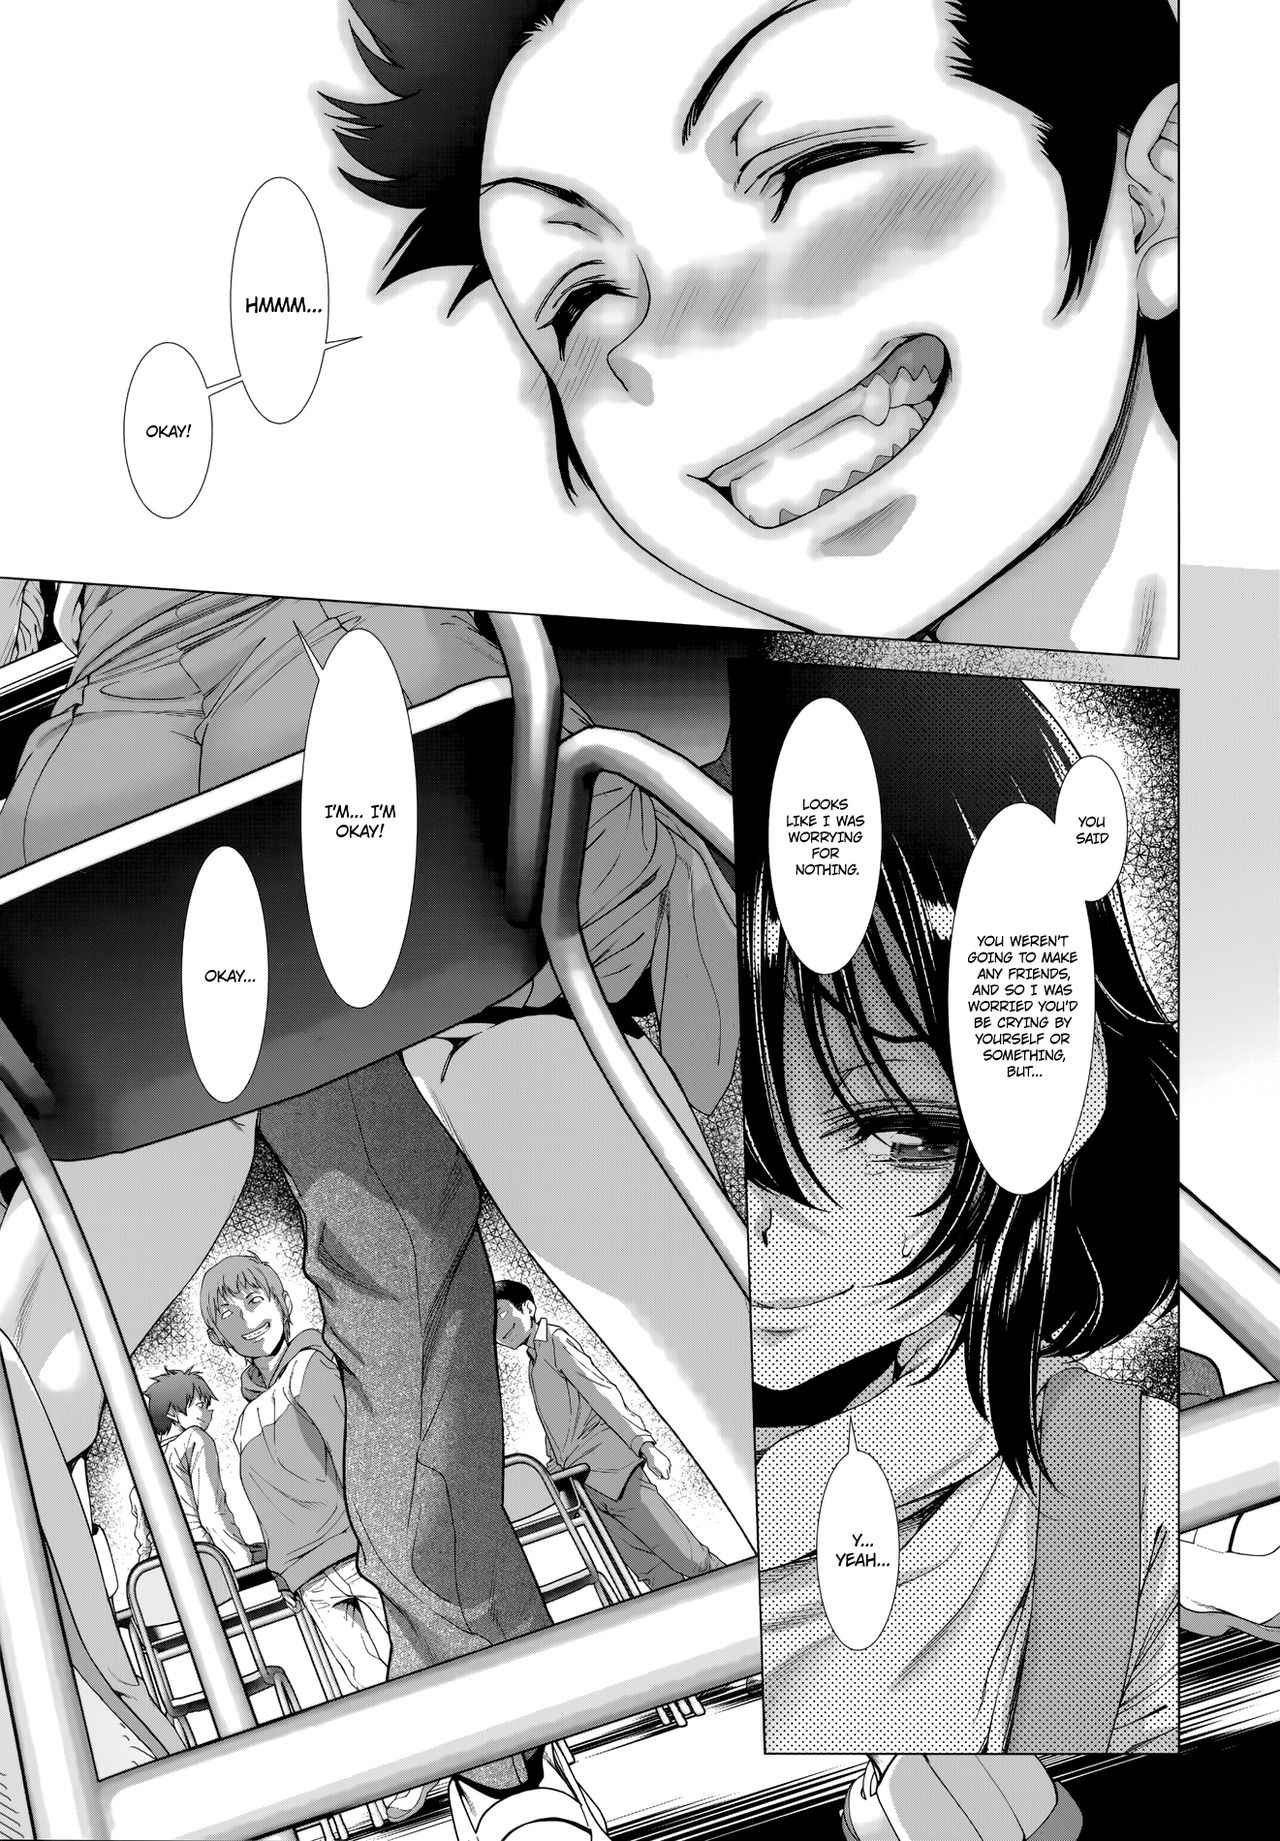 HMMM...
OKAY!
YOU
SAID
YOU WEREN'T
GOING TO MAKE
ANY FRIENDS,
AND SO I WAS
WORRIED YOU'D
BE CRYING BY
YOURSELF OR
SOMETHING,
BUT...
LOOKS
LIKE I WAS
WORRYING
FOR
NOTHING.
Y...
YEAH...
I'M... I'M
OKAY!
OKAY...